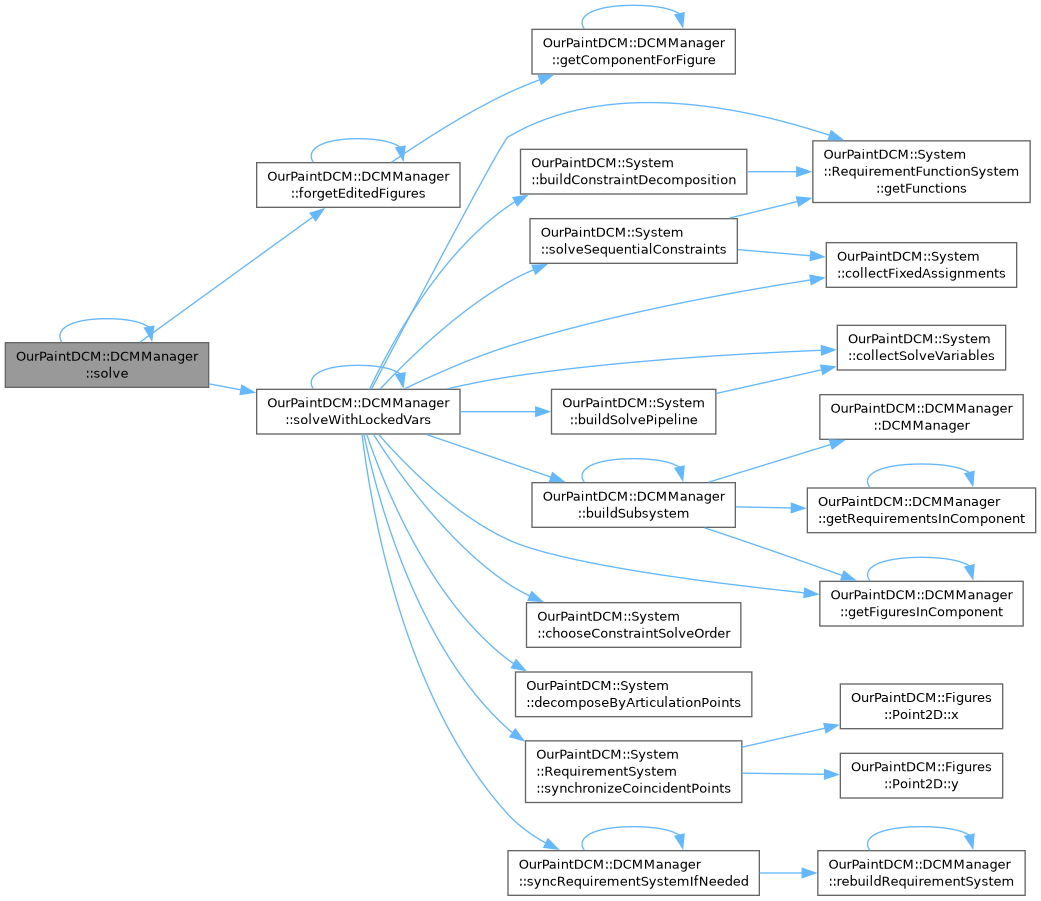 OurPaintDCM::DCMManager
::solve
OurPaintDCM::DCMManager
::forgetEditedFigures
OurPaintDCM::DCMManager
::getComponentForFigure
OurPaintDCM::DCMManager
::solveWithLockedVars
OurPaintDCM::System
::buildConstraintDecomposition
OurPaintDCM::System
::RequirementFunctionSystem
::getFunctions
OurPaintDCM::System
::solveSequentialConstraints
OurPaintDCM::System
::collectFixedAssignments
OurPaintDCM::System
::collectSolveVariables
OurPaintDCM::System
::buildSolvePipeline
OurPaintDCM::DCMManager
::buildSubsystem
OurPaintDCM::DCMManager
::DCMManager
OurPaintDCM::DCMManager
::getRequirementsInComponent
OurPaintDCM::DCMManager
::getFiguresInComponent
OurPaintDCM::System
::chooseConstraintSolveOrder
OurPaintDCM::System
::decomposeByArticulationPoints
OurPaintDCM::System
::RequirementSystem
::synchronizeCoincidentPoints
OurPaintDCM::Figures
::Point2D::x
OurPaintDCM::Figures
::Point2D::y
OurPaintDCM::DCMManager
::syncRequirementSystemIfNeeded
OurPaintDCM::DCMManager
::rebuildRequirementSystem